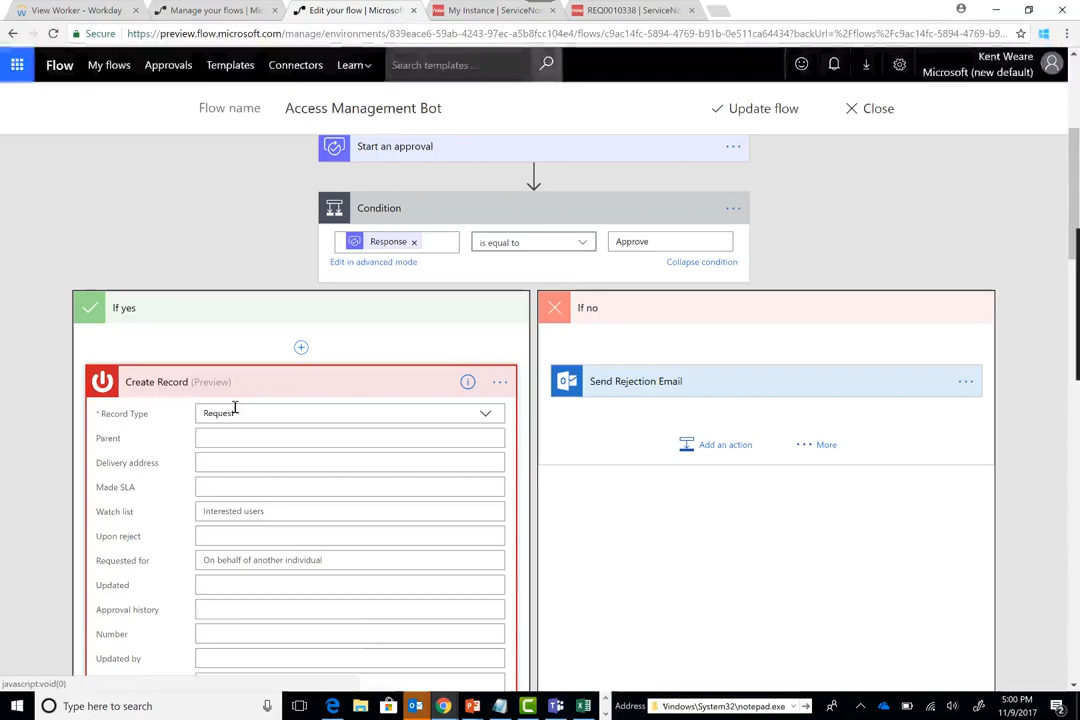 View Worker - Workday
Manage your flows | Micros
Edit your flow | Microsof
My Instance | ServiceNo
REQ0010338 | ServiceNo
Secure
https://preview.flow.microsoft.com/manage/environments/839eace6-59ab-4243-97ec-a5b8fcc104e4/flows/c9ac14fc-5894-4769-b91b-0e511ca64434?backUrl=%2Fflows%2Fc9ac14fc-5894-4769-b9...
Flow
My flows
Approvals
Templates
Connectors
Learn
Search templates ...
Kent Weare
Microsoft (new default)
Flow name
Access Management Bot
Update flow
Close
Start an approval
Condition
Response
is equal to
Approve
Edit in advanced mode
Collapse condition
If yes
If no
Create Record (Preview)
Send Rejection Email
* Record Type
Request
Parent
Delivery address
Made SLA
Watch list
Interested users
Upon reject
Requested for
On behalf of another individual
Updated
Approval history
Number
Updated by
Add an action
More
javascript:void(0)
Type here to search
Address
Vindows\System32\notepad.exe
5:00 PM
11/9/2017